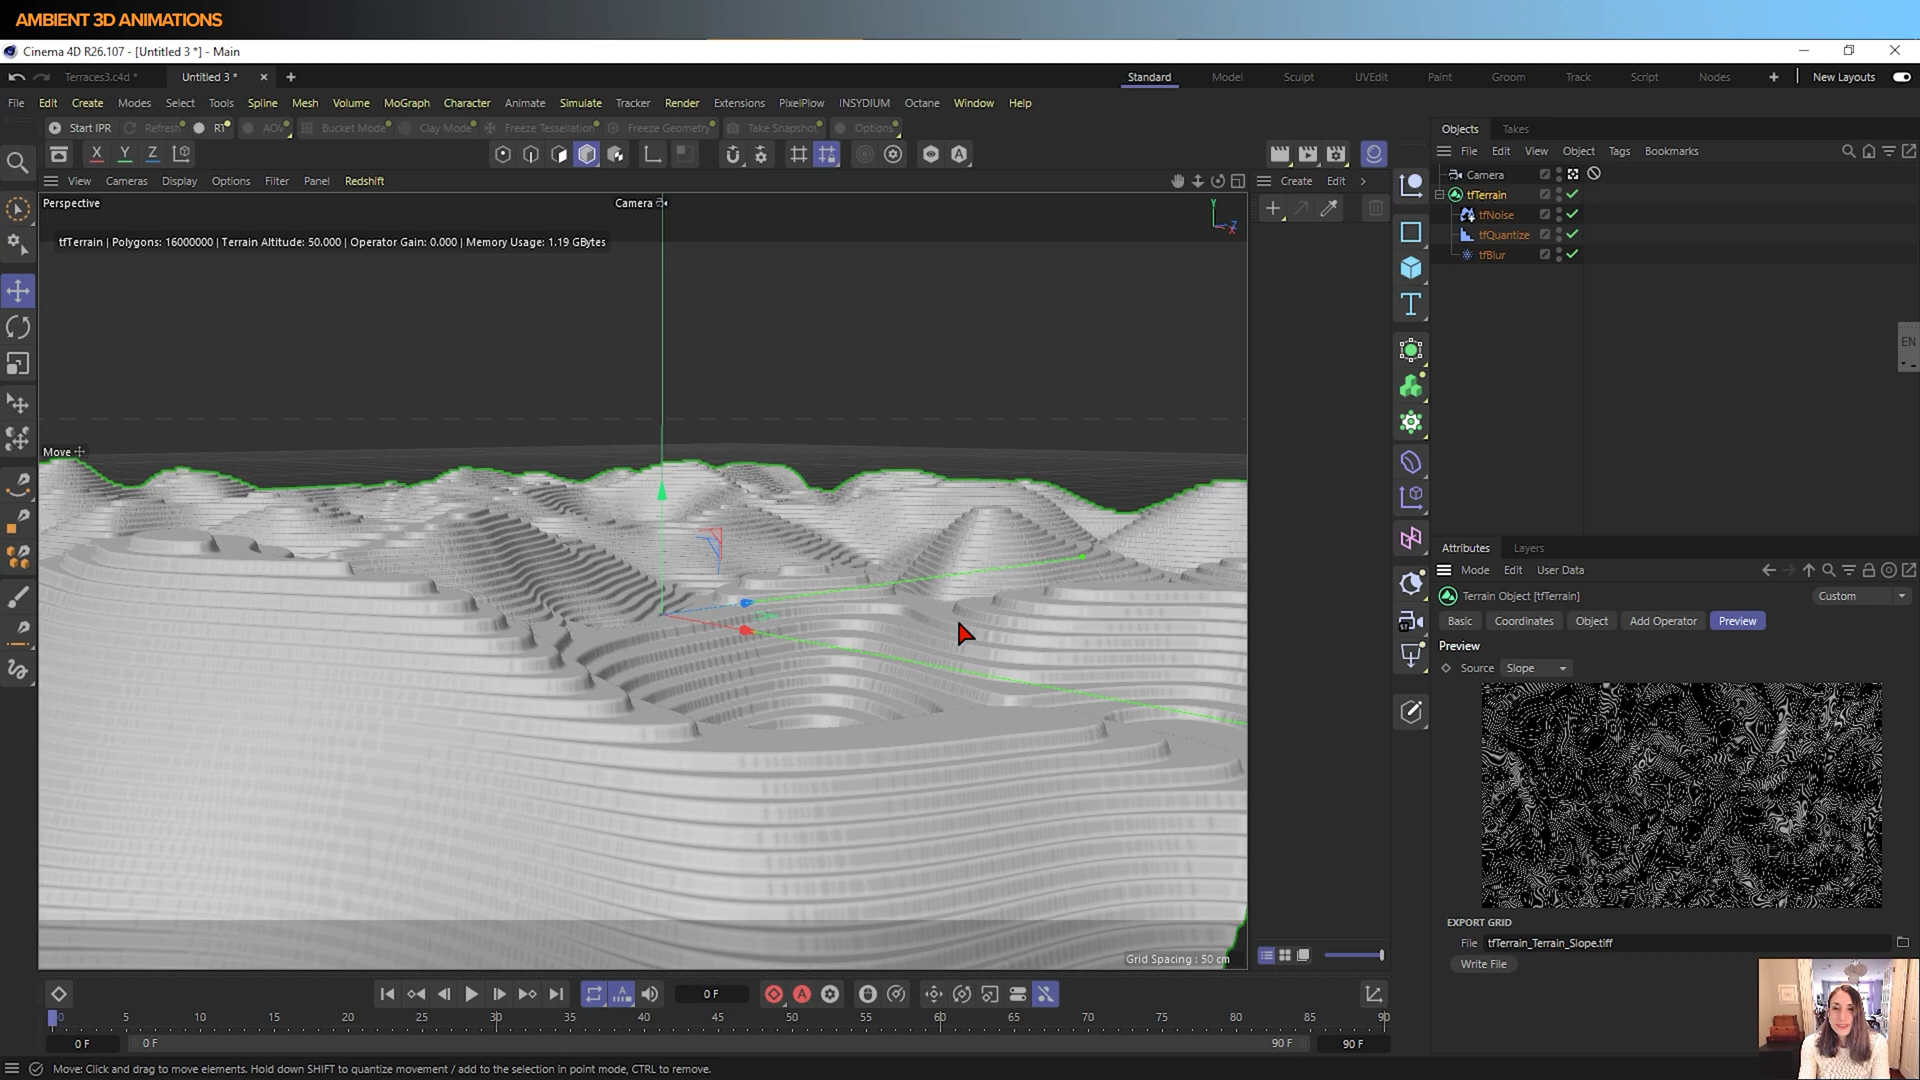 AMBIENT 3D ANIMATIONS
Cinema 4D R26.107 - [Untitled 3 *] - Main
Terraces3.c4d *
Untitled 3 *
Standard
Model
Sculpt
UVEdit
Paint
Groom
Track
Script
Nodes
New Layouts
File Edit Create Modes Select Tools Spline Mesh Volume MoGraph Character Animate Simulate Tracker Render Extensions PixelPlow INSYDIUM Octane Window Help
Start IPR Refresh RT AOV Bucket Mode Clay Mode Freeze Tessellation Freeze Geometry Take Snapshot Options
Objects Takes
X Y Z
File Edit View Object Tags Bookmarks
View Cameras Display Options Filter Panel Redshift
Create Edit
Perspective
Camera
tfTerrain | Polygons: 16000000 | Terrain Altitude: 50.000 | Operator Gain: 0.000 | Memory Usage: 1.19 GBytes
Y
Z
X
Camera
tfTerrain
tfNoise
tfQuantize
tfBlur
EN
Move
Attributes Layers
Mode Edit User Data
Terrain Object [tfTerrain]
Custom
Basic Coordinates Object Add Operator Preview
Preview
Source Slope
EXPORT GRID
File tfTerrain_Terrain_Slope.tiff
Write File
Grid Spacing : 50 cm
0 F
0 5 10 15 20 25 30 35 41 45 50 55 60 65 70 75 80 85 90
0 F
0 F
90 F
90 F
Move: Click and drag to move elements. Hold down SHIFT to quantize movement / add to the selection in point mode, CTRL to remove.